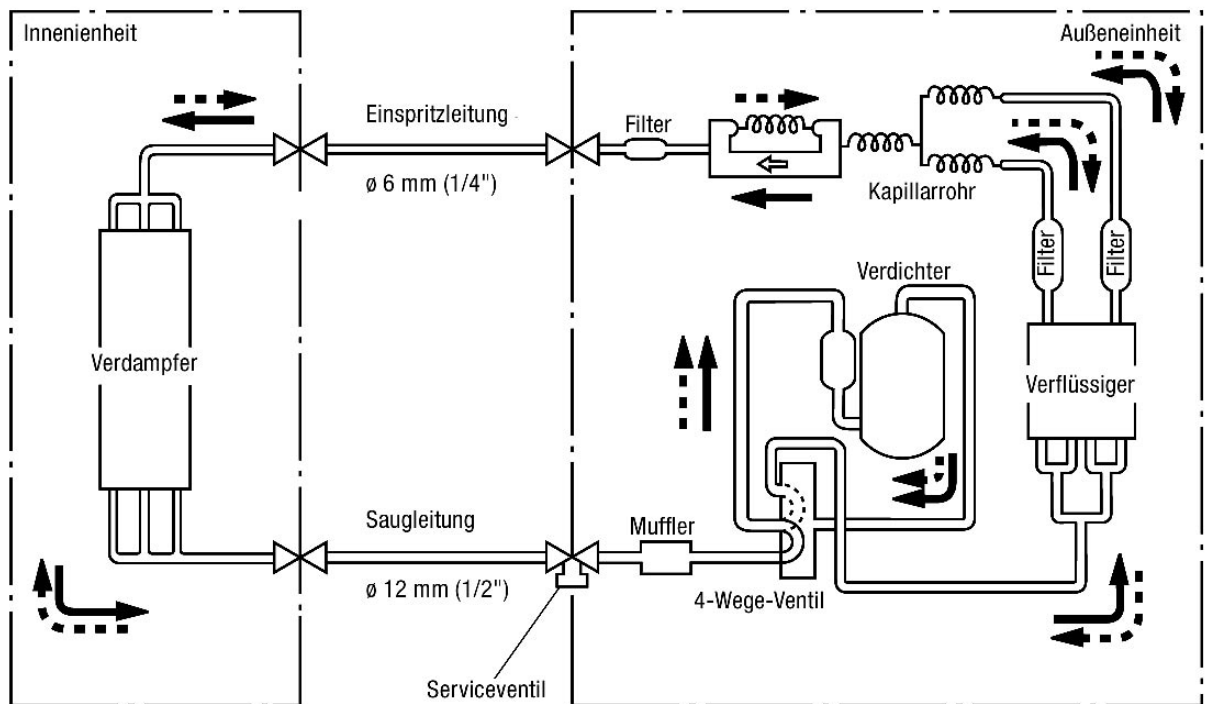 Innenienheit
Außeneinheit
Einspritzleitung
Filter
ø 6 mm (1/4")
Kapillarrohr
Filter
Filter
Verdichter
Verdampfer
Verflüssiger
Saugleitung
Muffler
ø 12 mm (1/2")
4-Wege-Ventil
Serviceventil